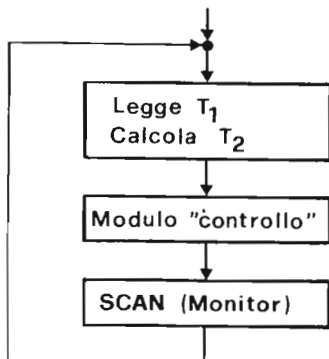 Legge T₁
Calcola T₂
Modulo "controllo"
SCAN (Monitor)